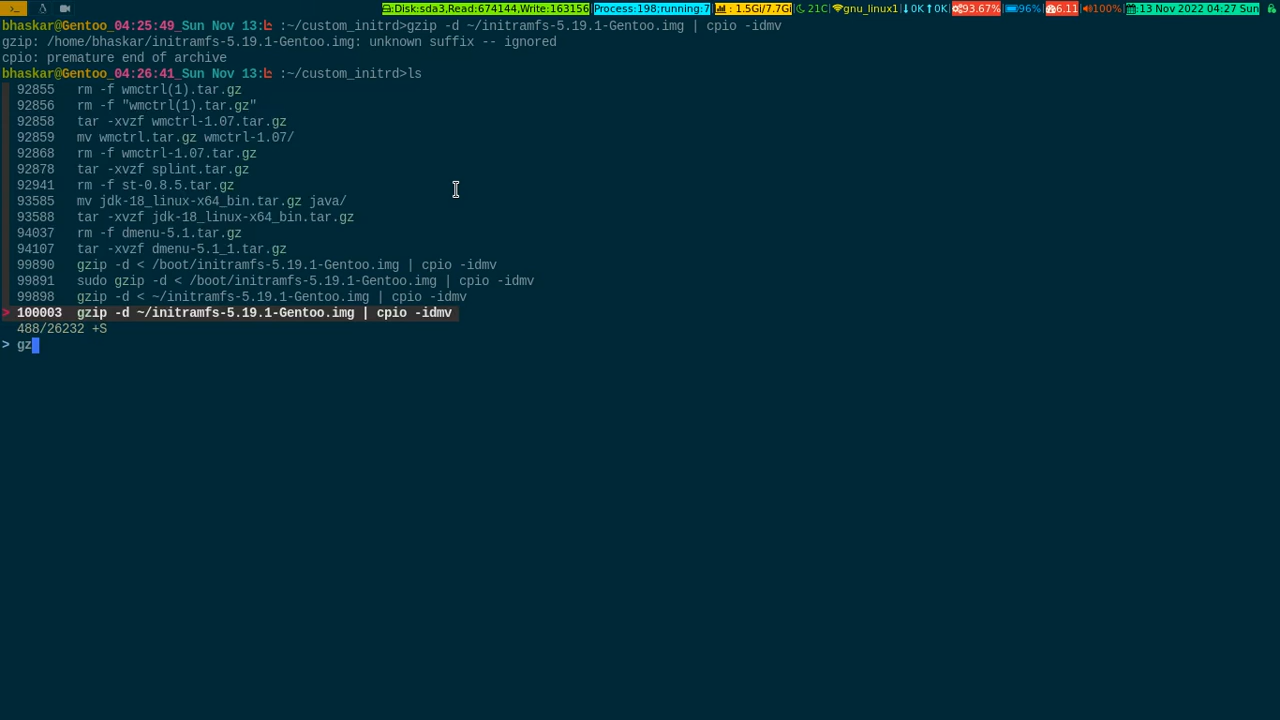 >_ Disk:sda3,Read:674144,Write:163156 Process:198;running:7 : 1.5Gi/7.7G| 21C| gnu_linux1| ↓0K ↑0K| 93.67%| 96%| 6.11| 100%| :13 Nov 2022 04:27 Sun
bhaskar@Gentoo_04:25:49_Sun Nov 13: :~/custom_initrd>gzip -d ~/initramfs-5.19.1-Gentoo.img | cpio -idmv
gzip: /home/bhaskar/initramfs-5.19.1-Gentoo.img: unknown suffix -- ignored
cpio: premature end of archive
bhaskar@Gentoo_04:26:41_Sun Nov 13: :~/custom_initrd>ls
92855 rm -f wmctrl(1).tar.gz
92856 rm -f "wmctrl(1).tar.gz"
92858 tar -xvzf wmctrl-1.07.tar.gz
92859 mv wmctrl.tar.gz wmctrl-1.07/
92868 rm -f wmctrl-1.07.tar.gz
92878 tar -xvzf splint.tar.gz
92941 rm -f st-0.8.5.tar.gz
93585 mv jdk-18_linux-x64_bin.tar.gz java/
93588 tar -xvzf jdk-18_linux-x64_bin.tar.gz
94037 rm -f dmenu-5.1.tar.gz
94107 tar -xvzf dmenu-5.1_1.tar.gz
99890 gzip -d < /boot/initramfs-5.19.1-Gentoo.img | cpio -idmv
99891 sudo gzip -d < /boot/initramfs-5.19.1-Gentoo.img | cpio -idmv
99898 gzip -d < ~/initramfs-5.19.1-Gentoo.img | cpio -idmv
> 100003 gzip -d ~/initramfs-5.19.1-Gentoo.img | cpio -idmv
488/26232 +S
> gz